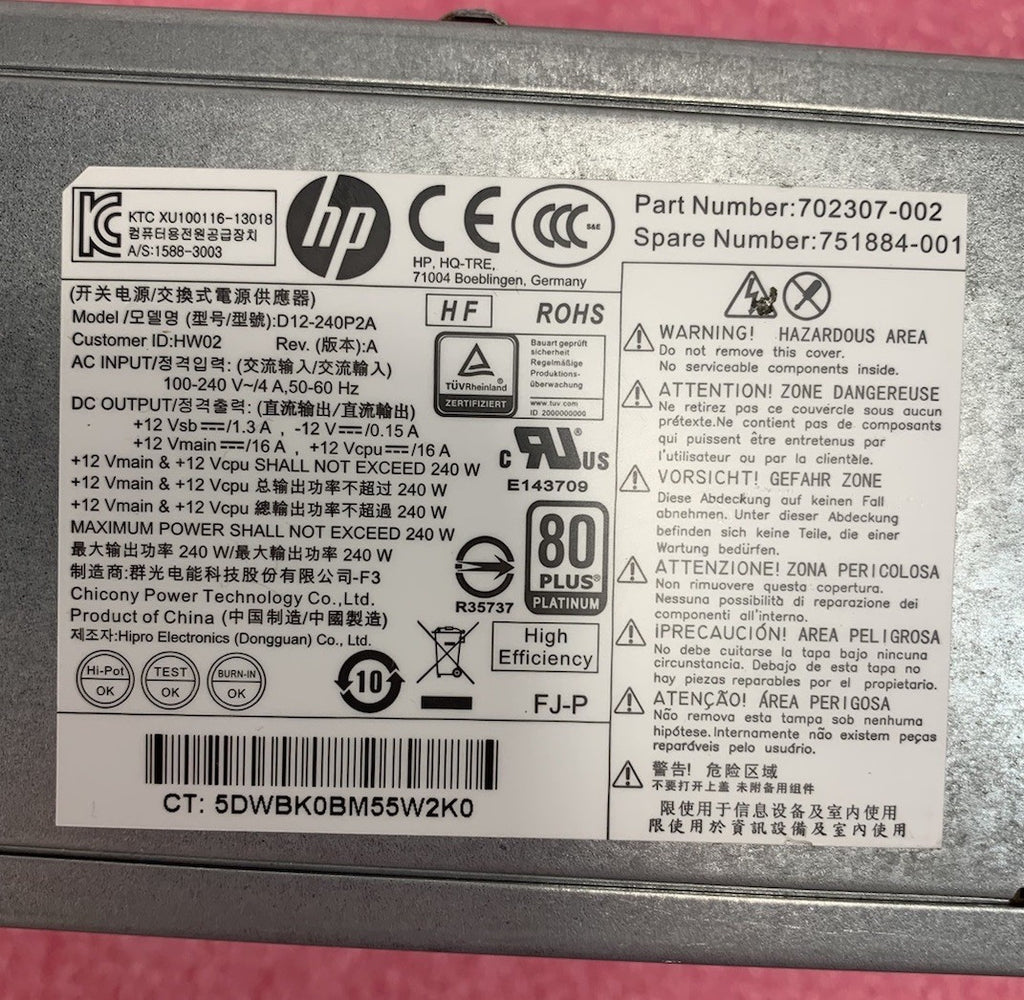 KTC XU100116-13018
컴퓨터용전원공급장치
A/S:1588-3003
hp
CE
CCC S&E
HP, HQ-TRE,
71004 Boeblingen, Germany
Part Number:702307-002
Spare Number:751884-001
(开关电源/交換式電源供應器)
Model /모델명 (型号/型號):D12-240P2A
Customer ID:HW02 Rev. (版本):A
AC INPUT/정격입력: (交流输入/交流輸入)
100-240 V~/4 A,50-60 Hz
DC OUTPUT/정격출력: (直流输出/直流輸出)
+12 Vsb⎓/1.3 A , -12 V⎓/0.15 A
+12 Vmain⎓/16 A , +12 Vcpu⎓/16 A
+12 Vmain & +12 Vcpu SHALL NOT EXCEED 240 W
+12 Vmain & +12 Vcpu 总输出功率不超过 240 W
+12 Vmain & +12 Vcpu 總輸出功率不超過 240 W
MAXIMUM POWER SHALL NOT EXCEED 240 W
最大输出功率 240 W/最大輸出功率 240 W
制造商:群光电能科技股份有限公司-F3
Chicony Power Technology Co.,Ltd.
Product of China (中国制造/中國製造)
제조자:Hipro Electronics (Dongguan) Co., Ltd.
Hi-Pot OK
TEST OK
BURN-IN OK
10
HF
ROHS
TÜVRheinland®
ZERTIFIZIERT
Bauart geprüft
sicherheit
Regelmäßige
Produktions-
überwachung
www.tuv.com
ID 2000000000
c RU® US
E143709
R35737
80
PLUS®
PLATINUM
High
Efficiency
FJ-P
CT: 5DWBK0BM55W2K0
WARNING! HAZARDOUS AREA
Do not remove this cover.
No serviceable components inside.
ATTENTION! ZONE DANGEREUSE
Ne retirez pas ce couvercle sous aucun
prétexte.Ne contient pas de composants
qui puissent être entretenus par
l'utilisateur ou par la clientèle.
VORSICHT! GEFAHR ZONE
Diese Abdeckung auf keinen Fall
abnehmen. Unter dieser Abdeckung
befinden sich keine Teile, die einer
Wartung bedürfen.
ATTENZIONE! ZONA PERICOLOSA
Non rimuovere questa copertura.
Nessuna possibilità di reparazione dei
componenti all'interno.
¡PRECAUCIÓN! AREA PELIGROSA
No debe cuitarse la tapa bajo ninguna
circunstancia. Debajo de esta tapa no
hay piezas reparables por el propietario.
ATENÇÃO! ÁREA PERIGOSA
Não remova esta tampa sob nenhuma
hipótese.Internamente não existem peças
reparáveis pelo usuário.
警告! 危险区域
不要打开上盖 未附备用组件
限使用于信息设备及室内使用
限使用於資訊設備及室內使用